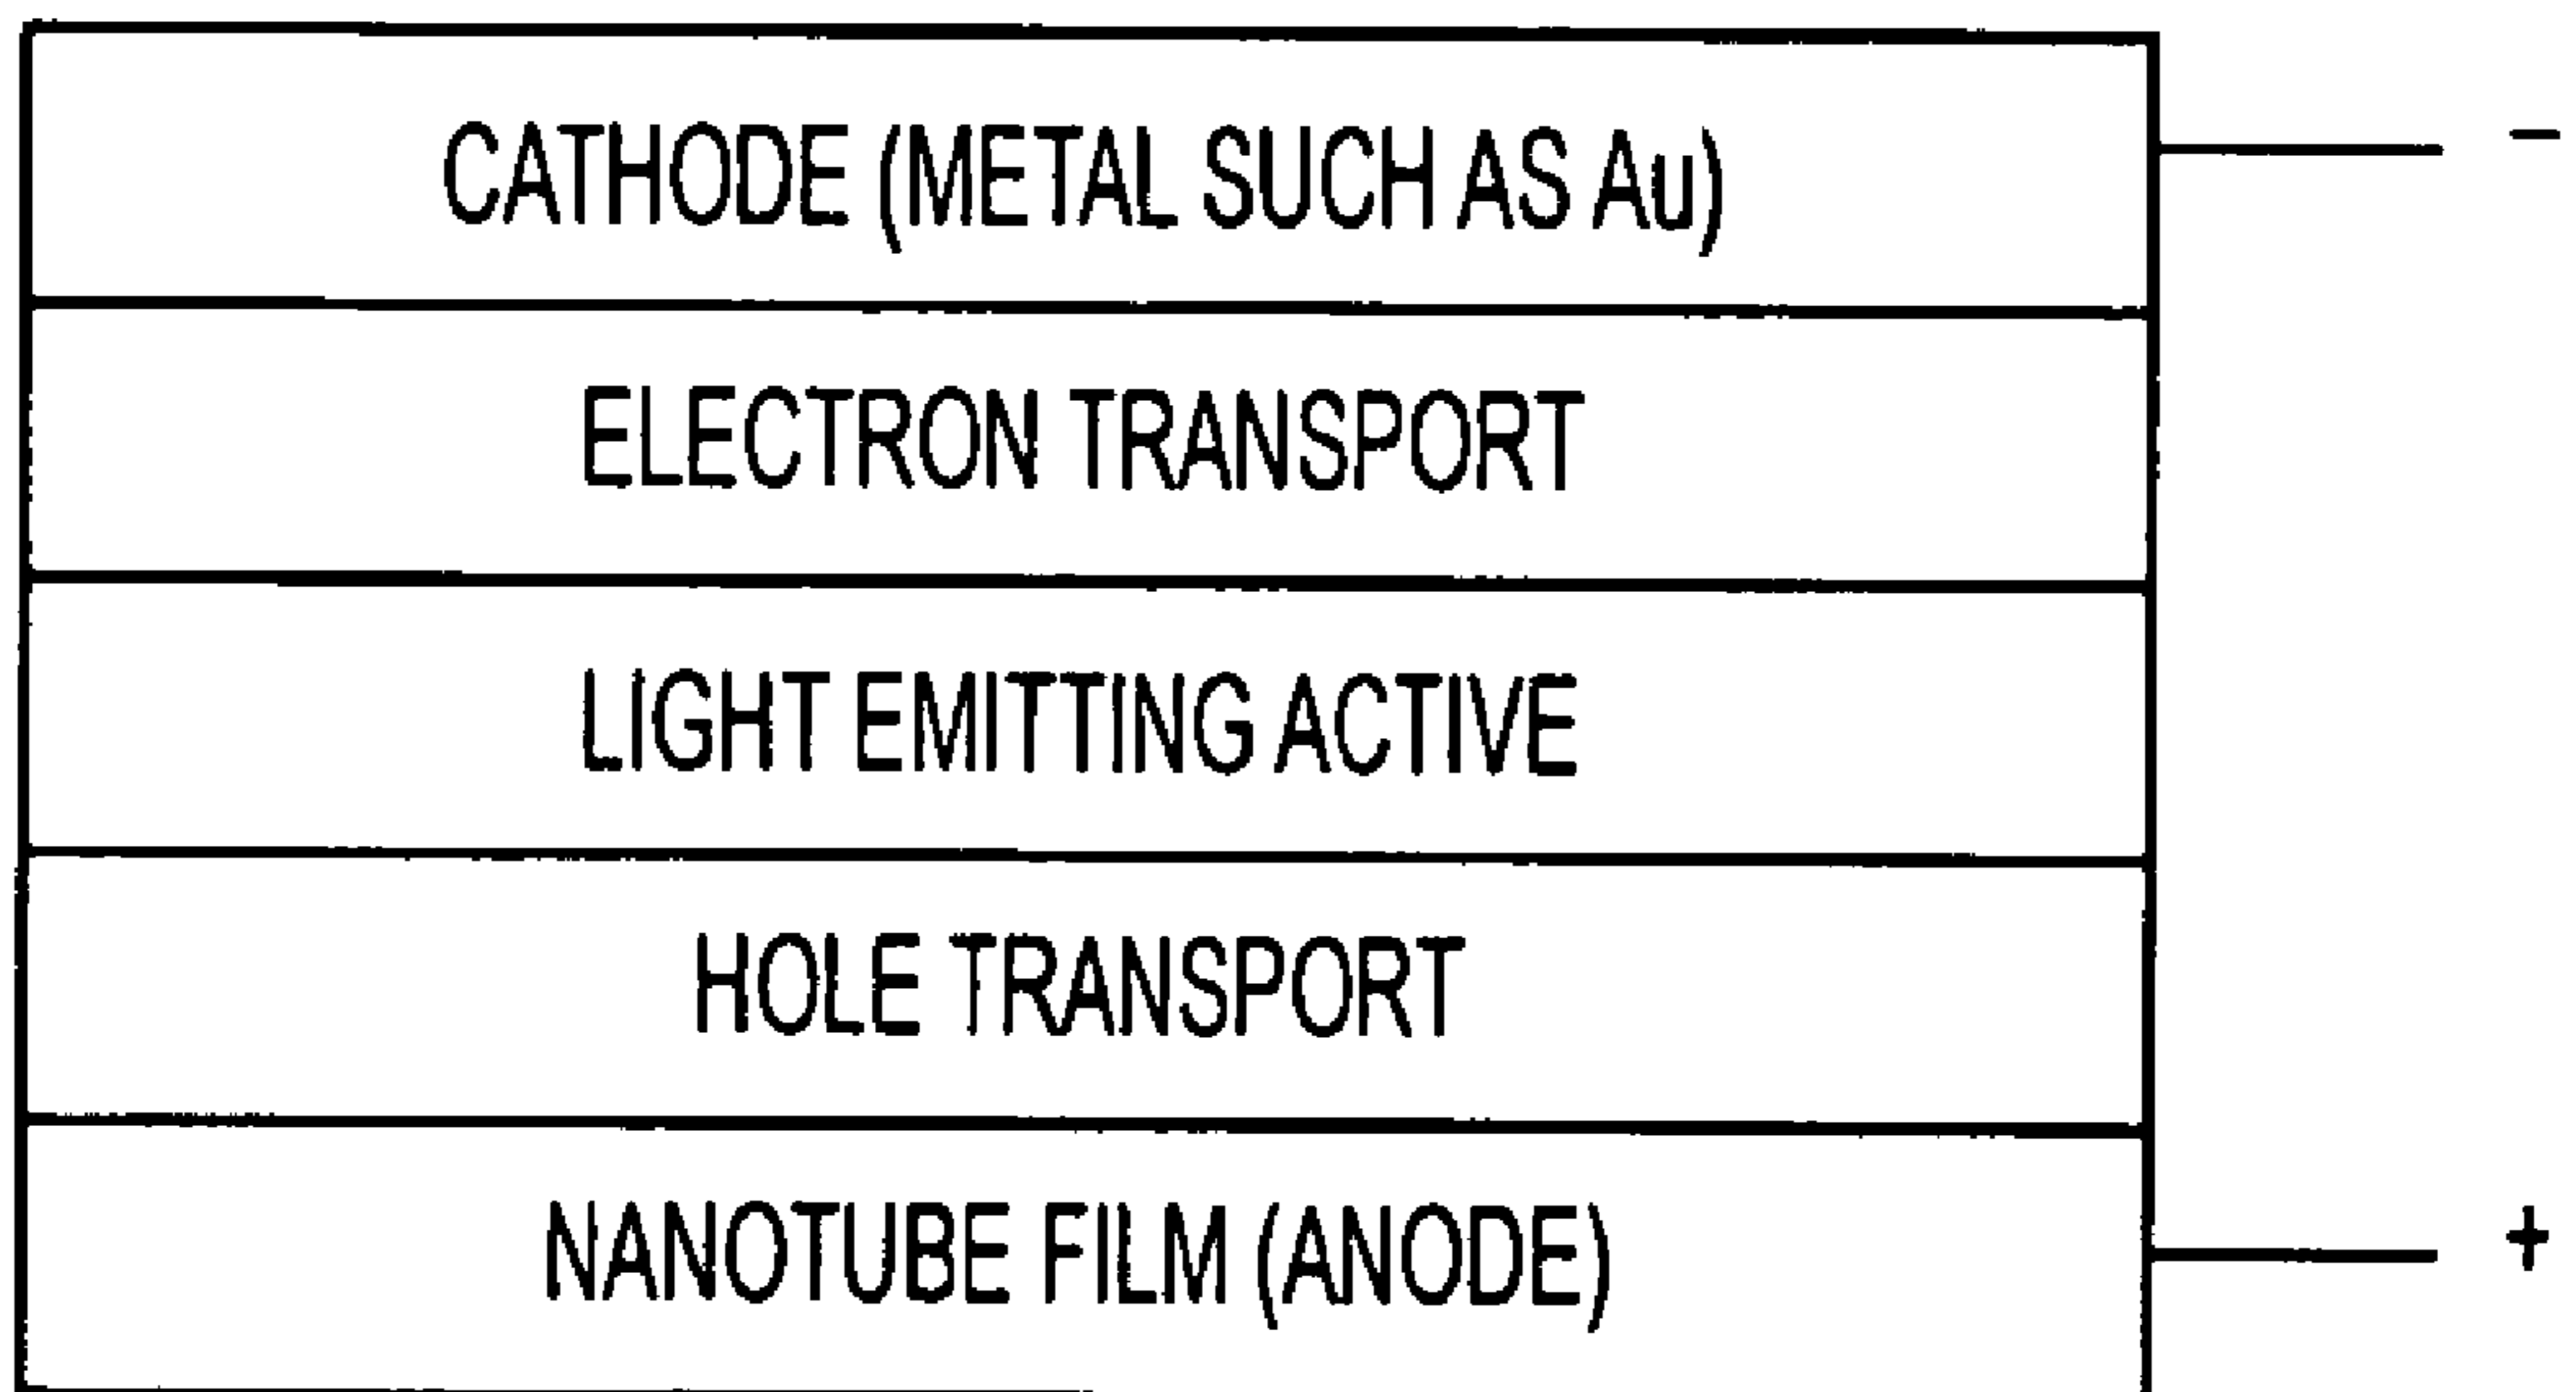 CATHODE (METAL SUCH AS Au)
−
ELECTRON TRANSPORT
LIGHT EMITTING ACTIVE
HOLE TRANSPORT
NANOTUBE FILM (ANODE)
+